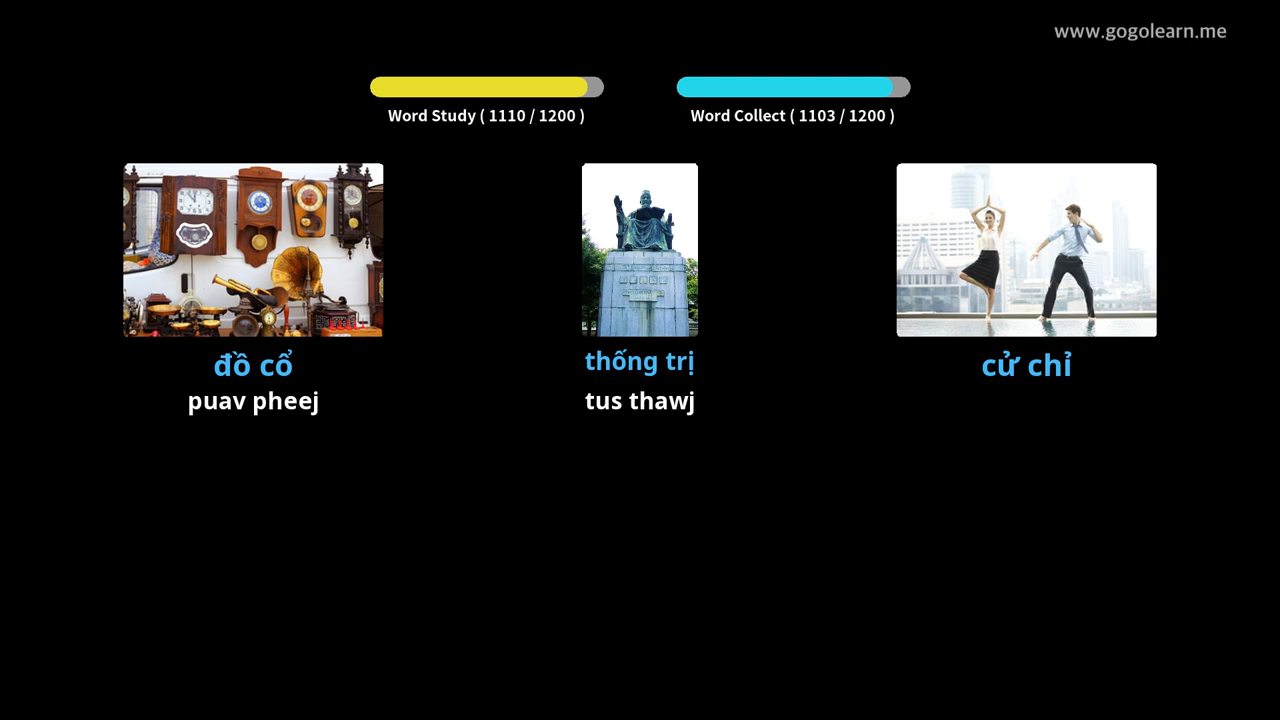 www.gogolearn.me
Word Study ( 1110 / 1200 )
Word Collect ( 1103 / 1200 )
đồ cổ
puav pheej
thống trị
tus thawj
cử chỉ